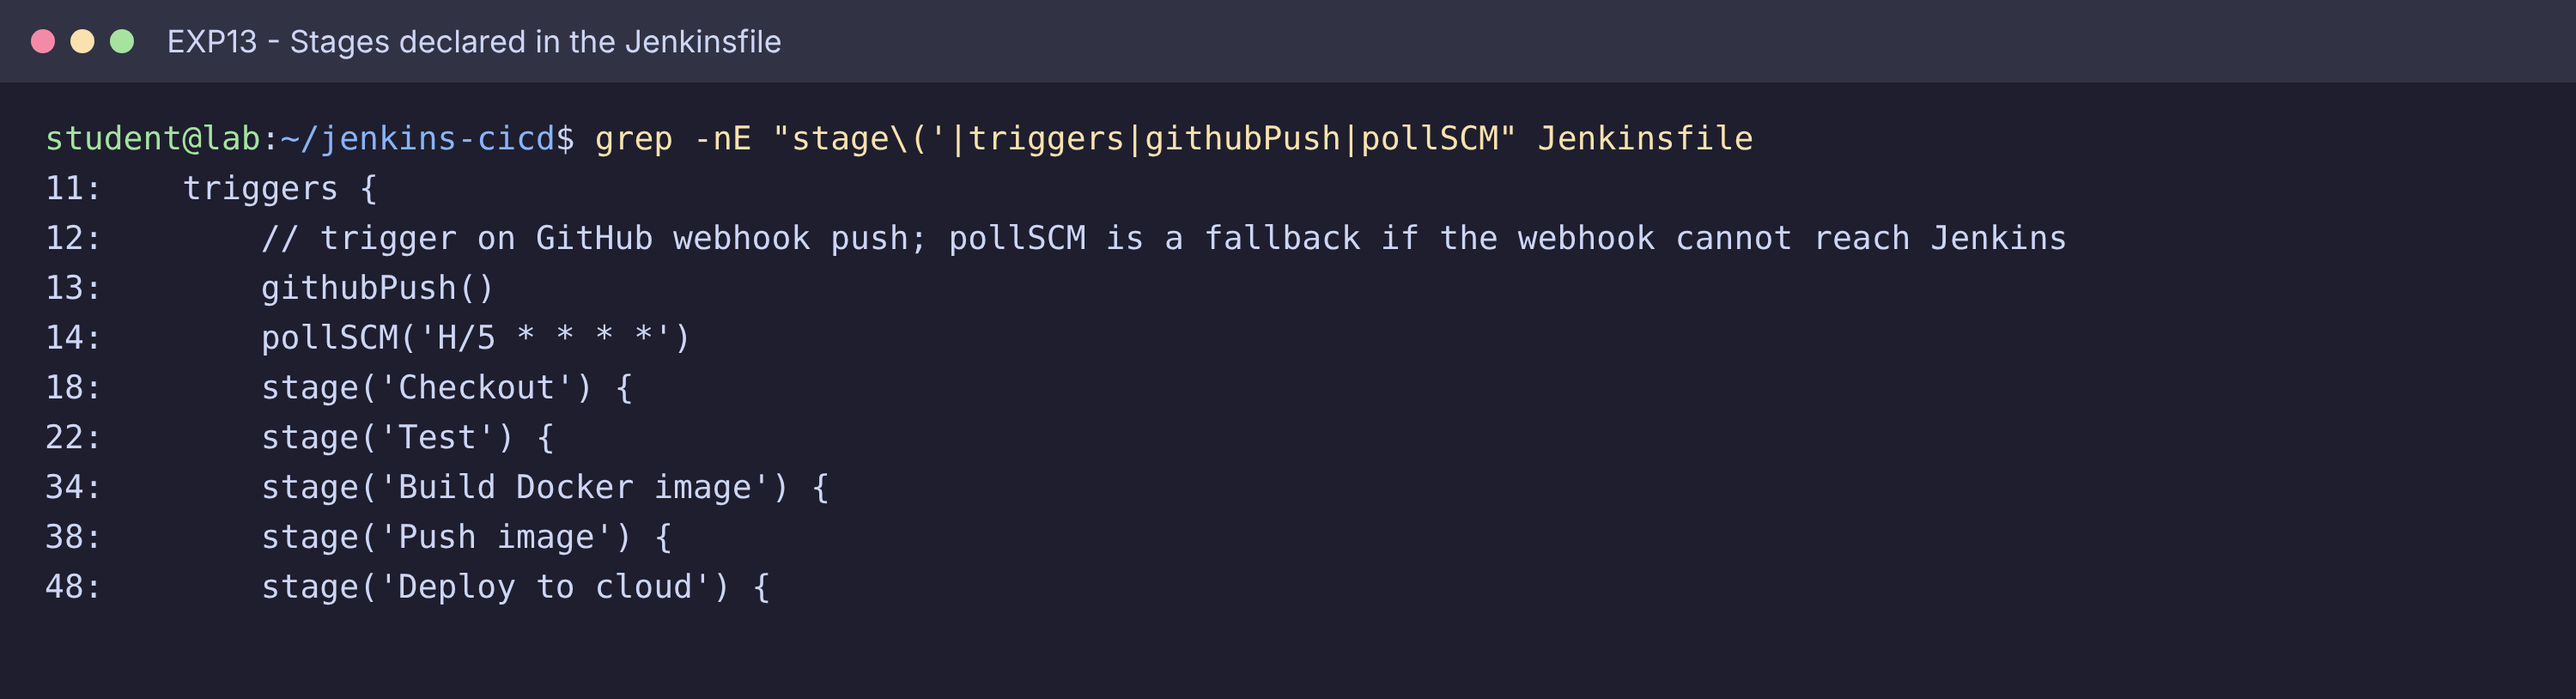 EXP13 - Stages declared in the Jenkinsfile
student@lab:~/jenkins-cicd$ grep -nE "stage\('|triggers|githubPush|pollSCM" Jenkinsfile
11:    triggers {
12:        // trigger on GitHub webhook push; pollSCM is a fallback if the webhook cannot reach Jenkins
13:        githubPush()
14:        pollSCM('H/5 * * * *')
18:        stage('Checkout') {
22:        stage('Test') {
34:        stage('Build Docker image') {
38:        stage('Push image') {
48:        stage('Deploy to cloud') {